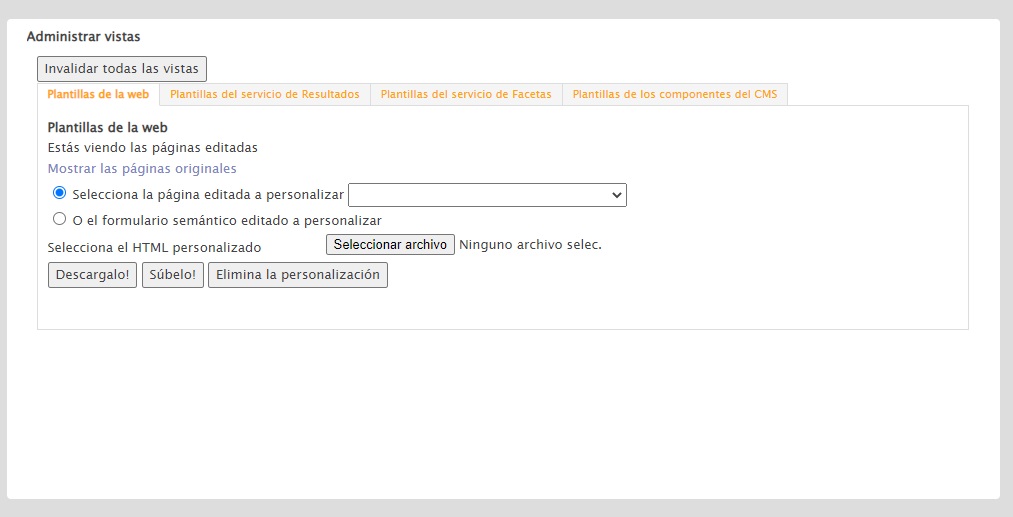 Administrar vistas
Invalidar todas las vistas
Plantillas de la web Plantillas del servicio de Resultados Plantillas del servicio de Facetas Plantillas de los componentes del CMS
Plantillas de la web
Estás viendo las páginas editadas
Mostrar las páginas originales
Selecciona la página editada a personalizar
O el formulario semántico editado a personalizar
Selecciona el HTML personalizado Seleccionar archivo Ninguno archivo selec.
Descargalo! Súbelo! Elimina la personalización